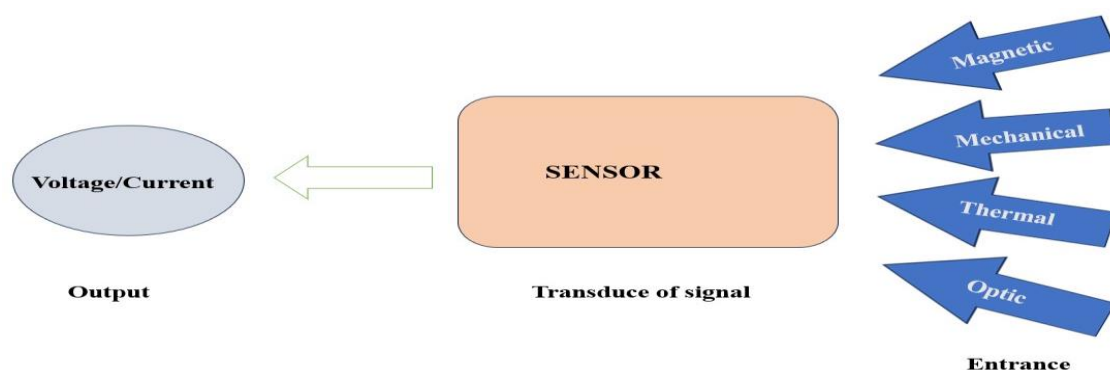 Magnetic
Mechanical
Voltage/Current
SENSOR
Thermal
Output
Transduce of signal
Optic
Entrance